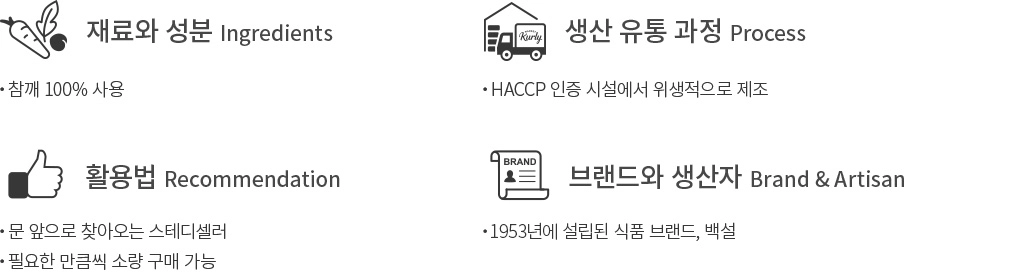 재료와 성분 Ingredients
• 참깨 100% 사용
Kurly
생산 유통 과정 Process
• HACCP 인증 시설에서 위생적으로 제조
활용법 Recommendation
• 문 앞으로 찾아오는 스테디셀러
• 필요한 만큼씩 소량 구매 가능
BRAND
브랜드와 생산자 Brand & Artisan
• 1953년에 설립된 식품 브랜드, 백설